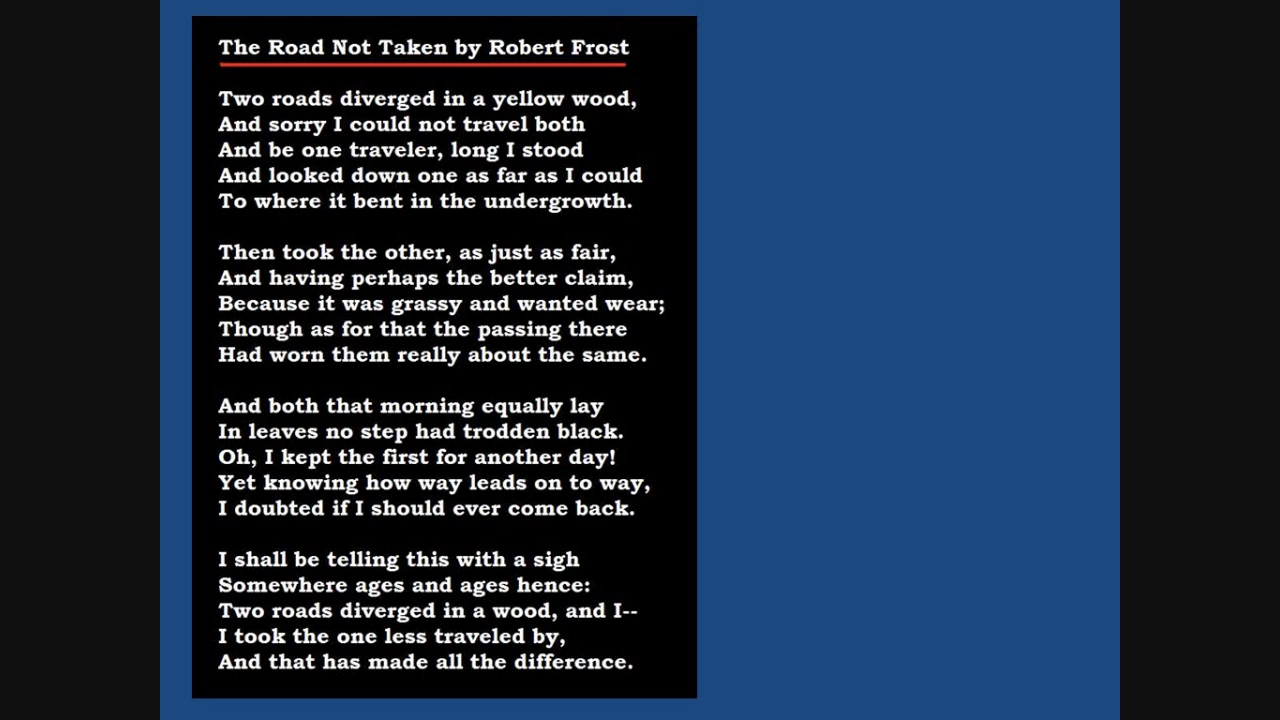 The Road Not Taken by Robert Frost
Two roads diverged in a yellow wood,
And sorry I could not travel both
And be one traveler, long I stood
And looked down one as far as I could
To where it bent in the undergrowth.
Then took the other, as just as fair,
And having perhaps the better claim,
Because it was grassy and wanted wear;
Though as for that the passing there
Had worn them really about the same.
And both that morning equally lay
In leaves no step had trodden black.
Oh, I kept the first for another day!
Yet knowing how way leads on to way,
I doubted if I should ever come back.
I shall be telling this with a sigh
Somewhere ages and ages hence:
Two roads diverged in a wood, and I--
I took the one less traveled by,
And that has made all the difference.